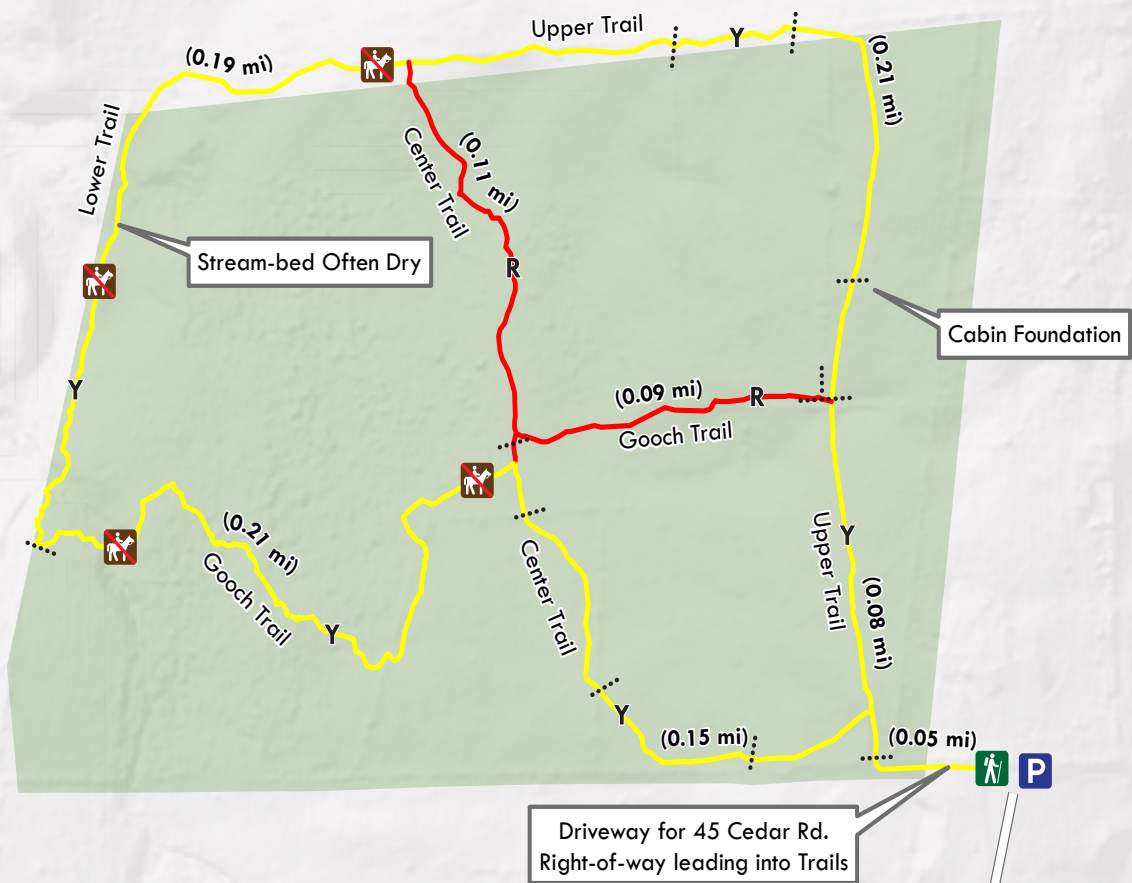 Upper Trail
Y
(0.19 mi)
(0.21 mi)
Lower Trail
Center Trail
(0.11 mi)
Stream-bed Often Dry
R
Cabin Foundation
Y
(0.09 mi)
R
Gooch Trail
(0.21 mi)
Gooch Trail
Y
Center Trail
Upper Trail
Y
(0.08 mi)
Y
(0.15 mi)
(0.05 mi)
P
Driveway for 45 Cedar Rd.
Right-of-way leading into Trails